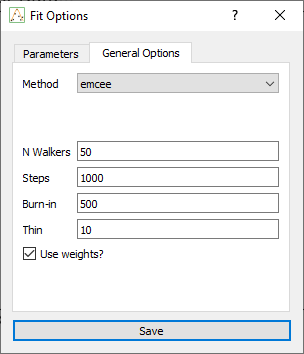 Fit Options
Parameters General Options
Method emcee
N Walkers 50
Steps 1000
Burn-in 500
Thin 10
Use weights?
Save